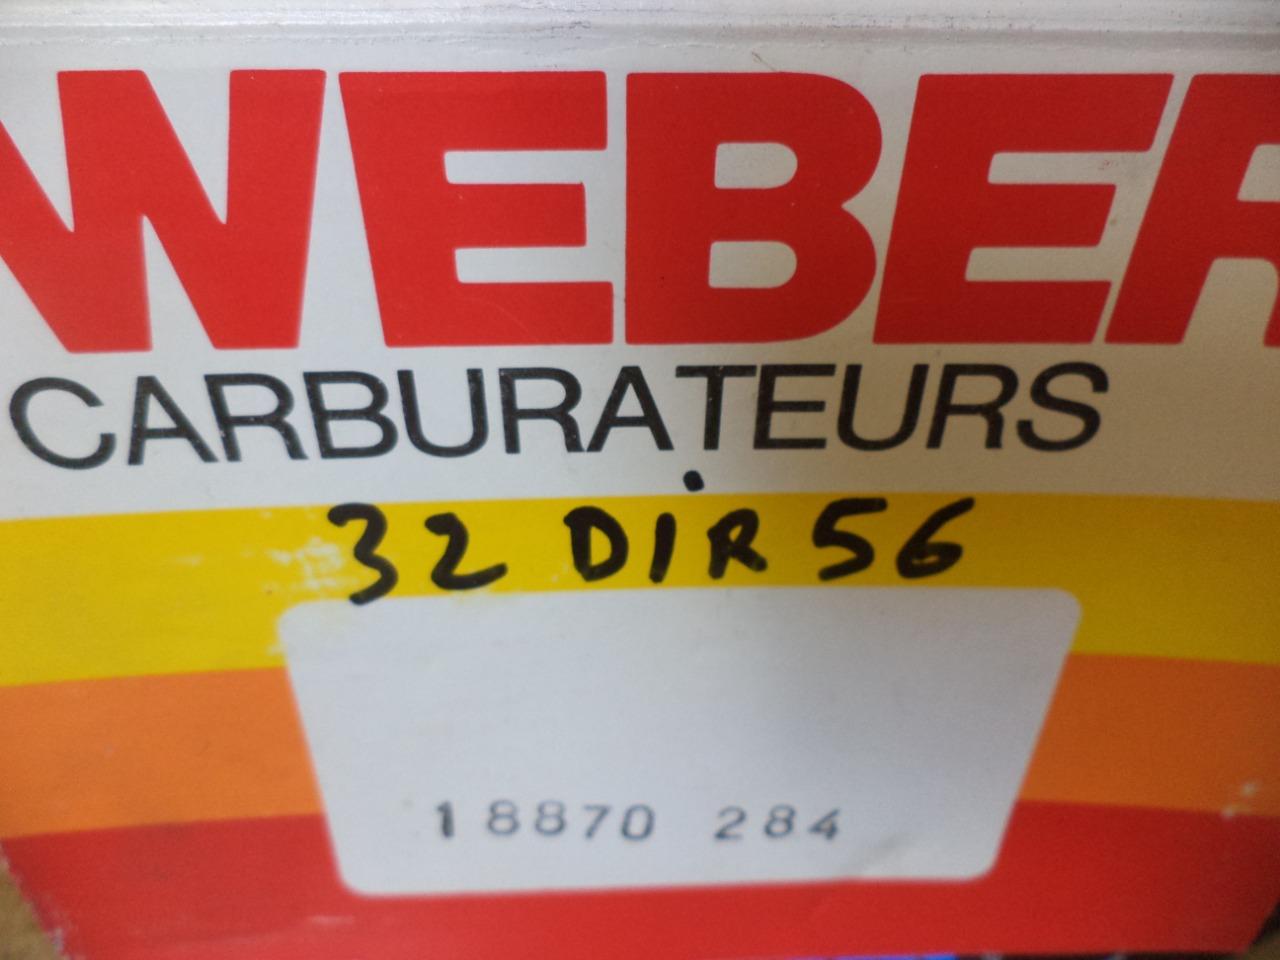 WEBER
CARBURATEURS
32 DIR 56
18870 284